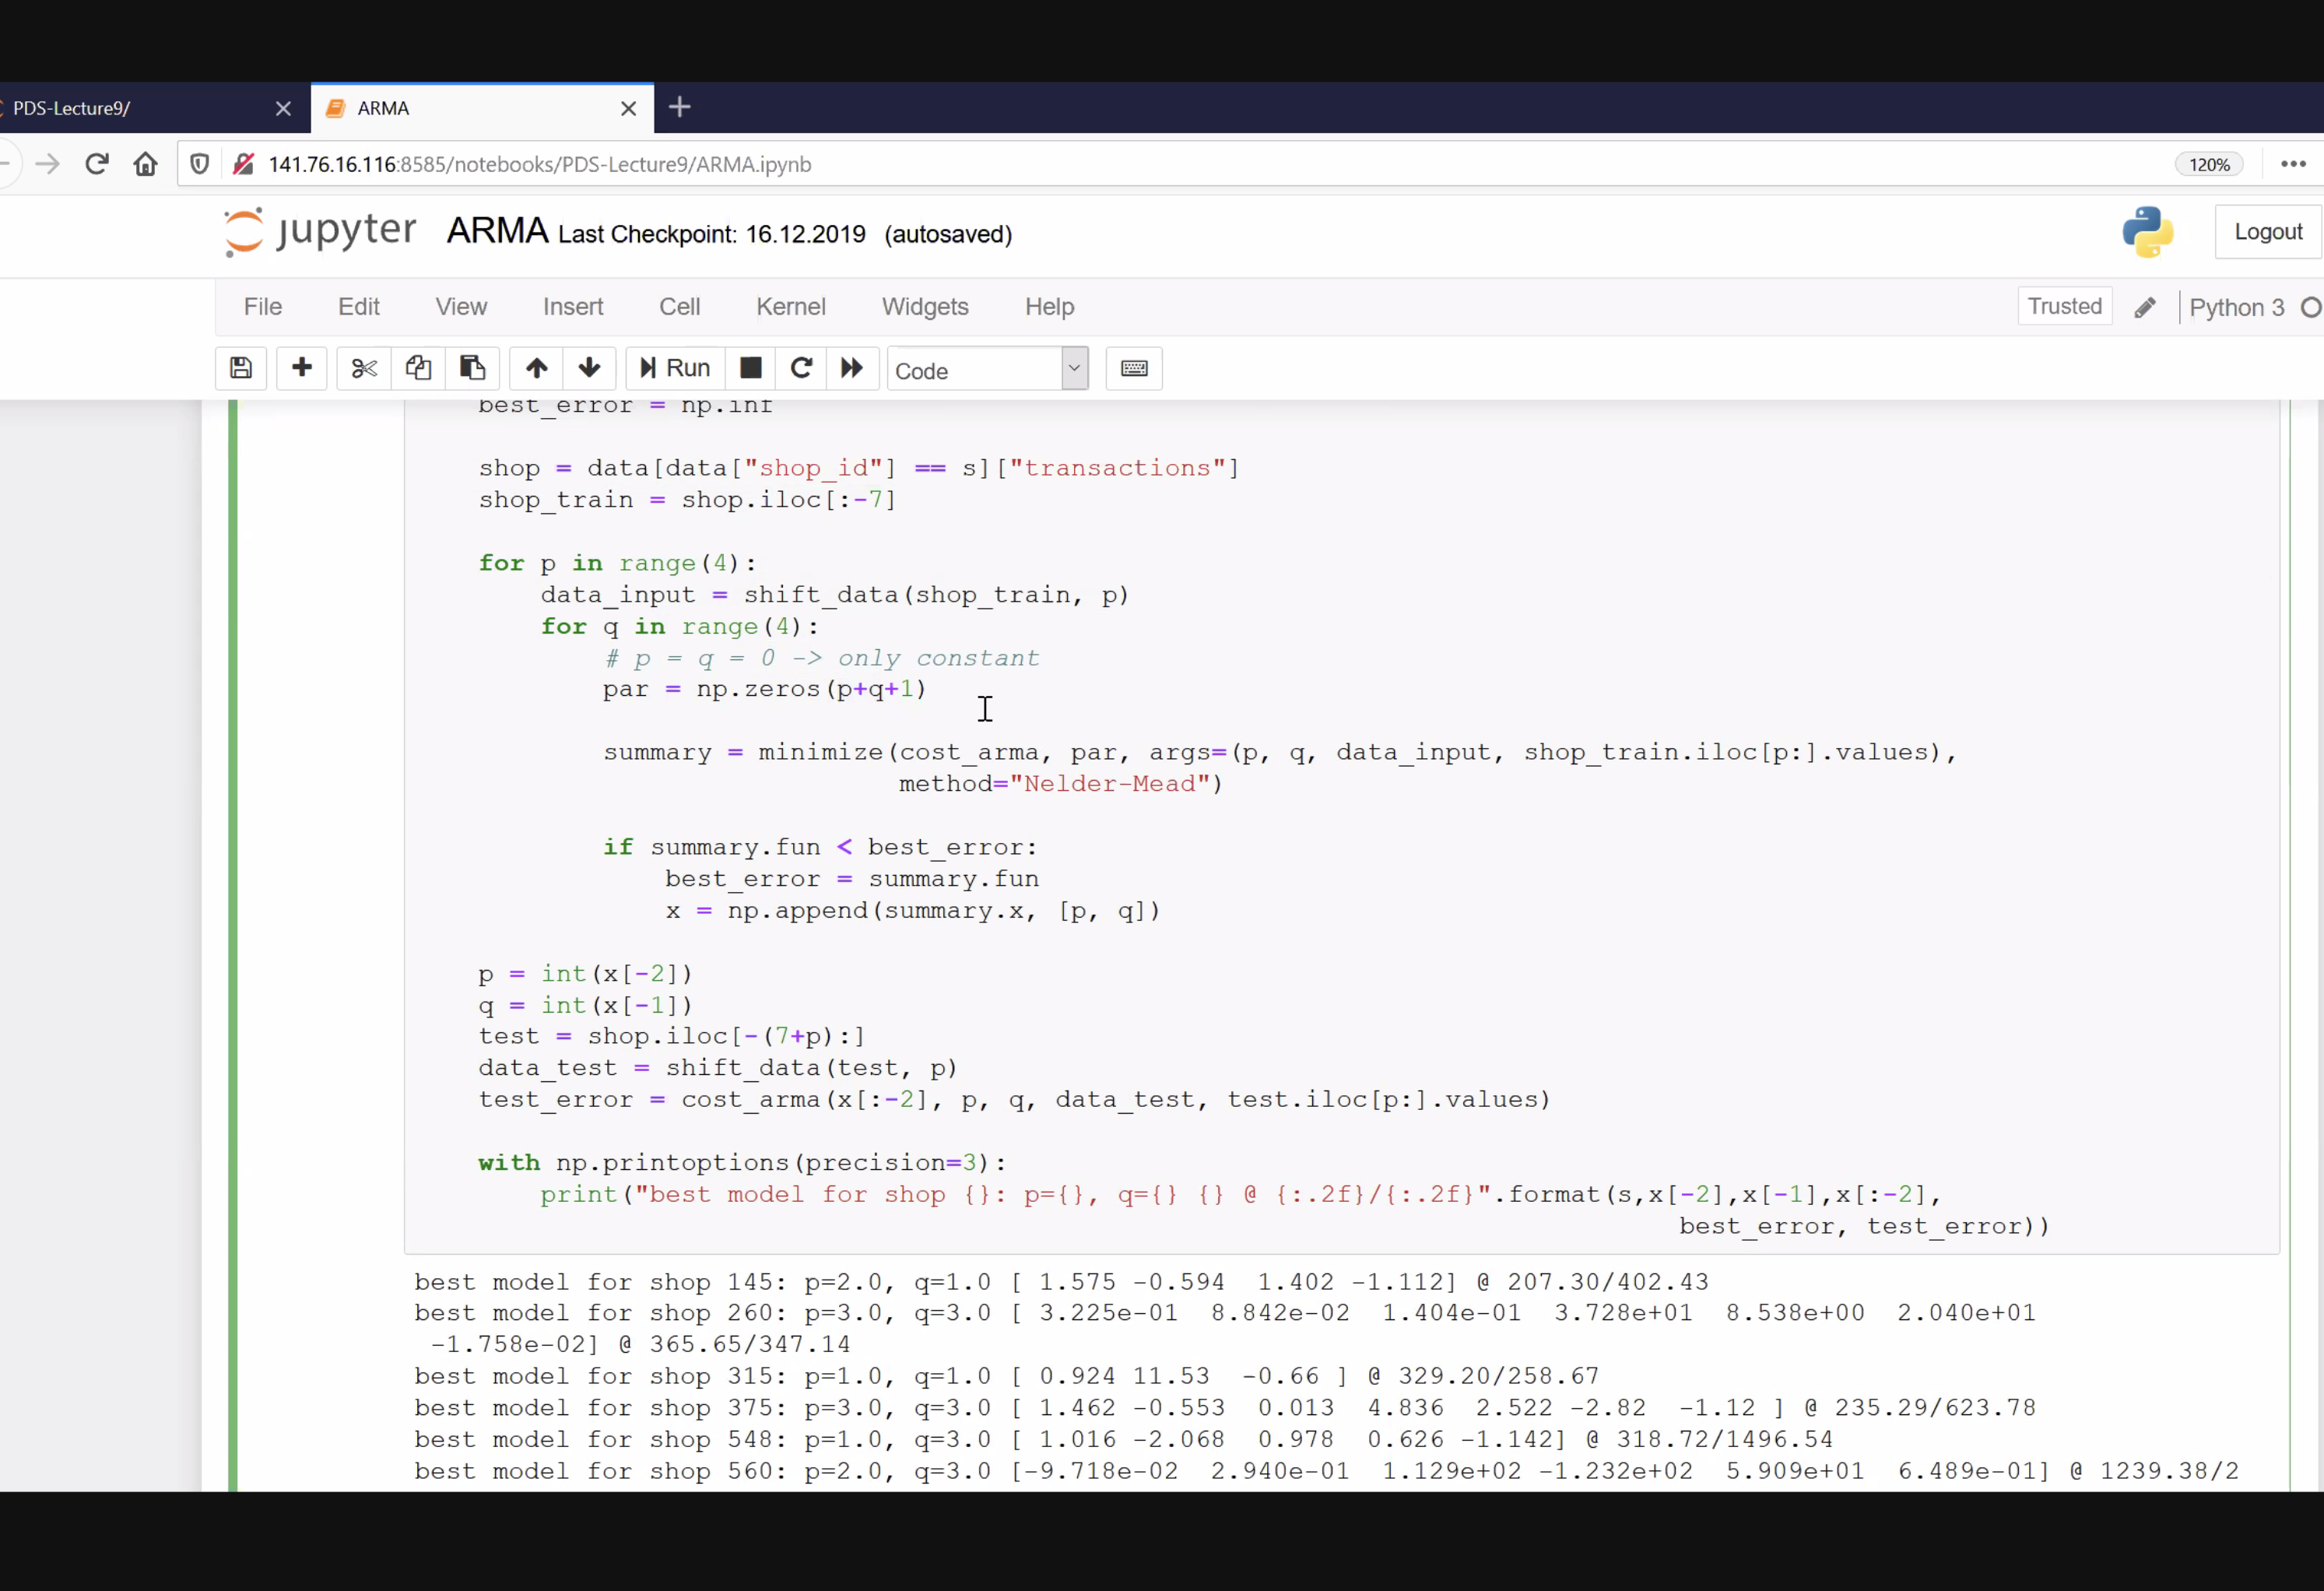 PDS-Lecture9/
ARMA
141.76.16.116:8585/notebooks/PDS-Lecture9/ARMA.ipynb
120%
jupyter ARMA Last Checkpoint: 16.12.2019 (autosaved)
Logout
File Edit View Insert Cell Kernel Widgets Help
Trusted
Python 3
Run
Code
best_error = np.inf
shop = data[data["shop_id"] == s]["transactions"]
shop_train = shop.iloc[:-7]
for p in range(4):
data_input = shift_data(shop_train, p)
for q in range(4):
# p = q = 0 -> only constant
par = np.zeros(p+q+1)
summary = minimize(cost_arma, par, args=(p, q, data_input, shop_train.iloc[p:].values),
method="Nelder-Mead")
if summary.fun < best_error:
best_error = summary.fun
x = np.append(summary.x, [p, q])
p = int(x[-2])
q = int(x[-1])
test = shop.iloc[-(7+p):]
data_test = shift_data(test, p)
test_error = cost_arma(x[:-2], p, q, data_test, test.iloc[p:].values)
with np.printoptions(precision=3):
print("best model for shop {}: p={}, q={} {} @ {:.2f}/{:.2f}".format(s,x[-2],x[-1],x[:-2],
best_error, test_error))
best model for shop 145: p=2.0, q=1.0 [ 1.575 -0.594 1.402 -1.112] @ 207.30/402.43
best model for shop 260: p=3.0, q=3.0 [ 3.225e-01 8.842e-02 1.404e-01 3.728e+01 8.538e+00 2.040e+01
-1.758e-02] @ 365.65/347.14
best model for shop 315: p=1.0, q=1.0 [ 0.924 11.53 -0.66 ] @ 329.20/258.67
best model for shop 375: p=3.0, q=3.0 [ 1.462 -0.553 0.013 4.836 2.522 -2.82 -1.12 ] @ 235.29/623.78
best model for shop 548: p=1.0, q=3.0 [ 1.016 -2.068 0.978 0.626 -1.142] @ 318.72/1496.54
best model for shop 560: p=2.0, q=3.0 [-9.718e-02 2.940e-01 1.129e+02 -1.232e+02 5.909e+01 6.489e-01] @ 1239.38/2